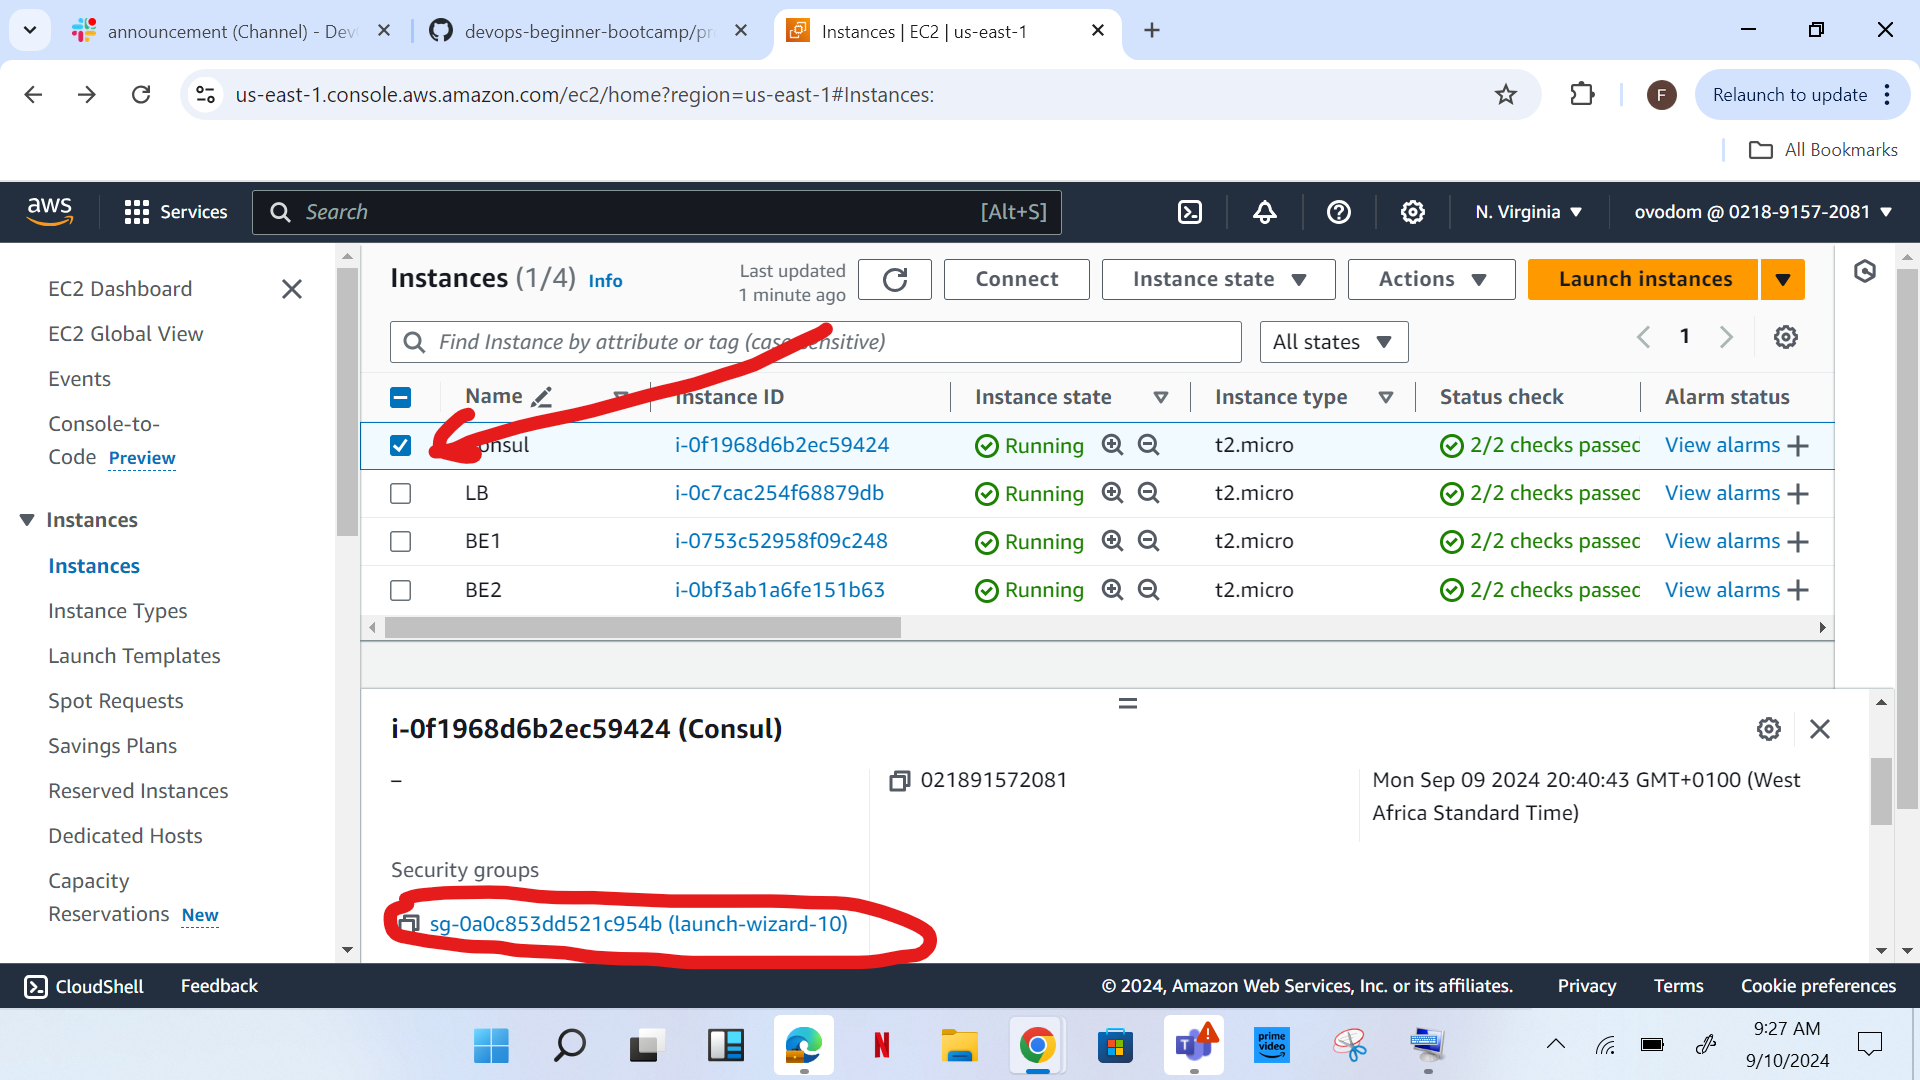 announcement (Channel) - Dev
devops-beginner-bootcamp/pr
Instances | EC2 | us-east-1
us-east-1.console.aws.amazon.com/ec2/home?region=us-east-1#Instances:
F
Relaunch to update
All Bookmarks
aws
Services
Search
[Alt+S]
N. Virginia
ovodom @ 0218-9157-2081
EC2 Dashboard
EC2 Global View
Events
Console-to-
Code Preview
Instances
Instances
Instance Types
Launch Templates
Spot Requests
Savings Plans
Reserved Instances
Dedicated Hosts
Capacity
Reservations New
Instances (1/4) Info
Last updated
1 minute ago
Connect
Instance state
Actions
Launch instances
Find Instance by attribute or tag (case-sensitive)
All states
1
Name Instance ID Instance state Instance type Status check Alarm status
Consul i-0f1968d6b2ec59424 Running t2.micro 2/2 checks passed View alarms
LB i-0c7cac254f68879db Running t2.micro 2/2 checks passed View alarms
BE1 i-0753c52958f09c248 Running t2.micro 2/2 checks passed View alarms
BE2 i-0bf3ab1a6fe151b63 Running t2.micro 2/2 checks passed View alarms
i-0f1968d6b2ec59424 (Consul)
–
021891572081
Mon Sep 09 2024 20:40:43 GMT+0100 (West
Africa Standard Time)
Security groups
sg-0a0c853dd521c954b (launch-wizard-10)
CloudShell
Feedback
© 2024, Amazon Web Services, Inc. or its affiliates.
Privacy
Terms
Cookie preferences
N
prime
video
9:27 AM
9/10/2024